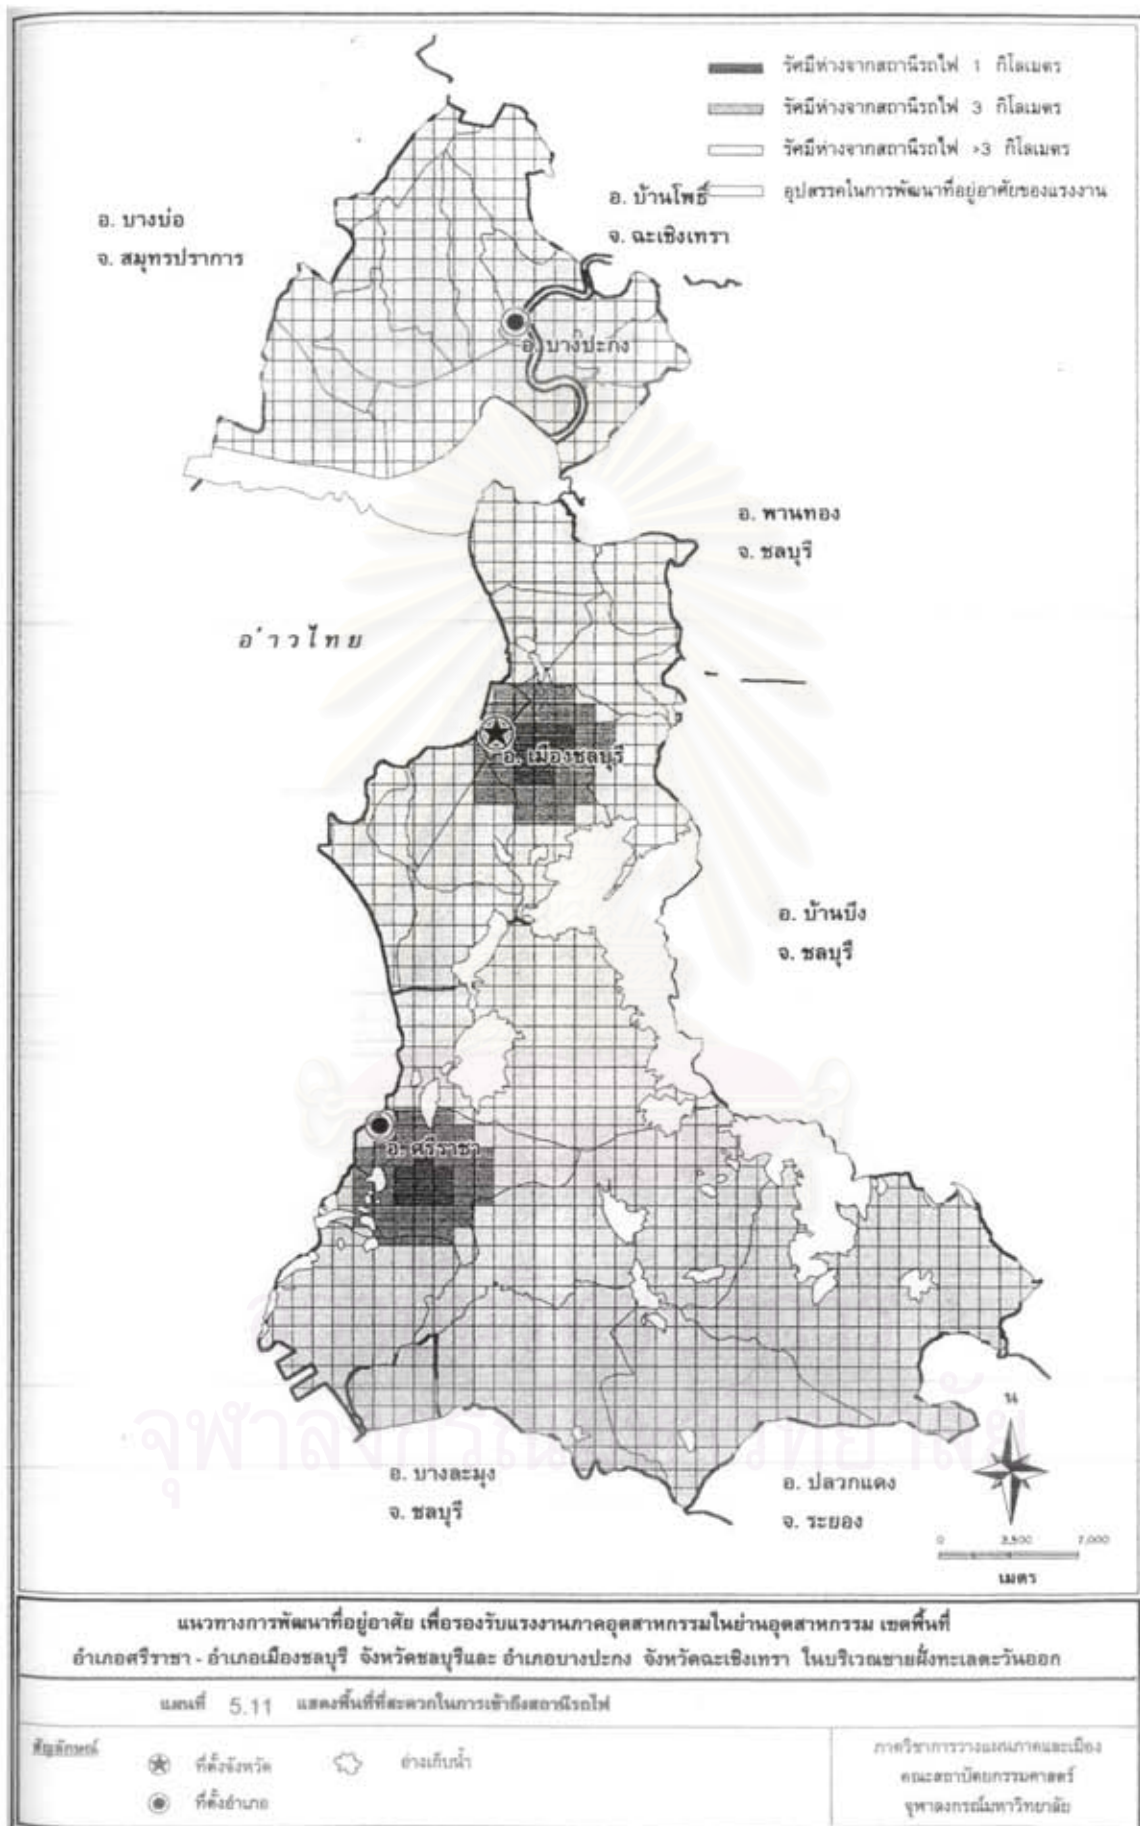 รัศมีห่างจากสถานีรถไฟ 1 กิโลเมตร
รัศมีห่างจากสถานีรถไฟ 3 กิโลเมตร
รัศมีห่างจากสถานีรถไฟ >3 กิโลเมตร
อุปสรรคในการพัฒนาที่อยู่อาศัยของแรงงาน
อ. บางบ่อ
จ. สมุทรปราการ
อ. บ้านโพธิ์
จ. ฉะเชิงเทรา
อ. บางปะกง
อ. พานทอง
จ. ชลบุรี
อ่าวไทย
อ. เมืองชลบุรี
อ. บ้านบึง
จ. ชลบุรี
อ. ศรีราชา
จุฬาลงกรณ์มหาวิทยาลัย
น
อ. บางละมุง
จ. ชลบุรี
อ. ปลวกแดง
จ. ระยอง
0 3,500 7,000
เมตร
แนวทางการพัฒนาที่อยู่อาศัย เพื่อรองรับแรงงานภาคอุตสาหกรรมในย่านอุตสาหกรรม เขตพื้นที่
อำเภอศรีราชา - อำเภอเมืองชลบุรี จังหวัดชลบุรีและ อำเภอบางปะกง จังหวัดฉะเชิงเทรา ในบริเวณชายฝั่งทะเลตะวันออก
แผนที่ 5.11 แสดงพื้นที่ที่สะดวกในการเข้าถึงสถานีรถไฟ
สัญลักษณ์
ที่ตั้งจังหวัด
อ่างเก็บน้ำ
ที่ตั้งอำเภอ
ภาควิชาการวางแผนภาคและเมือง
คณะสถาปัตยกรรมศาสตร์
จุฬาลงกรณ์มหาวิทยาลัย